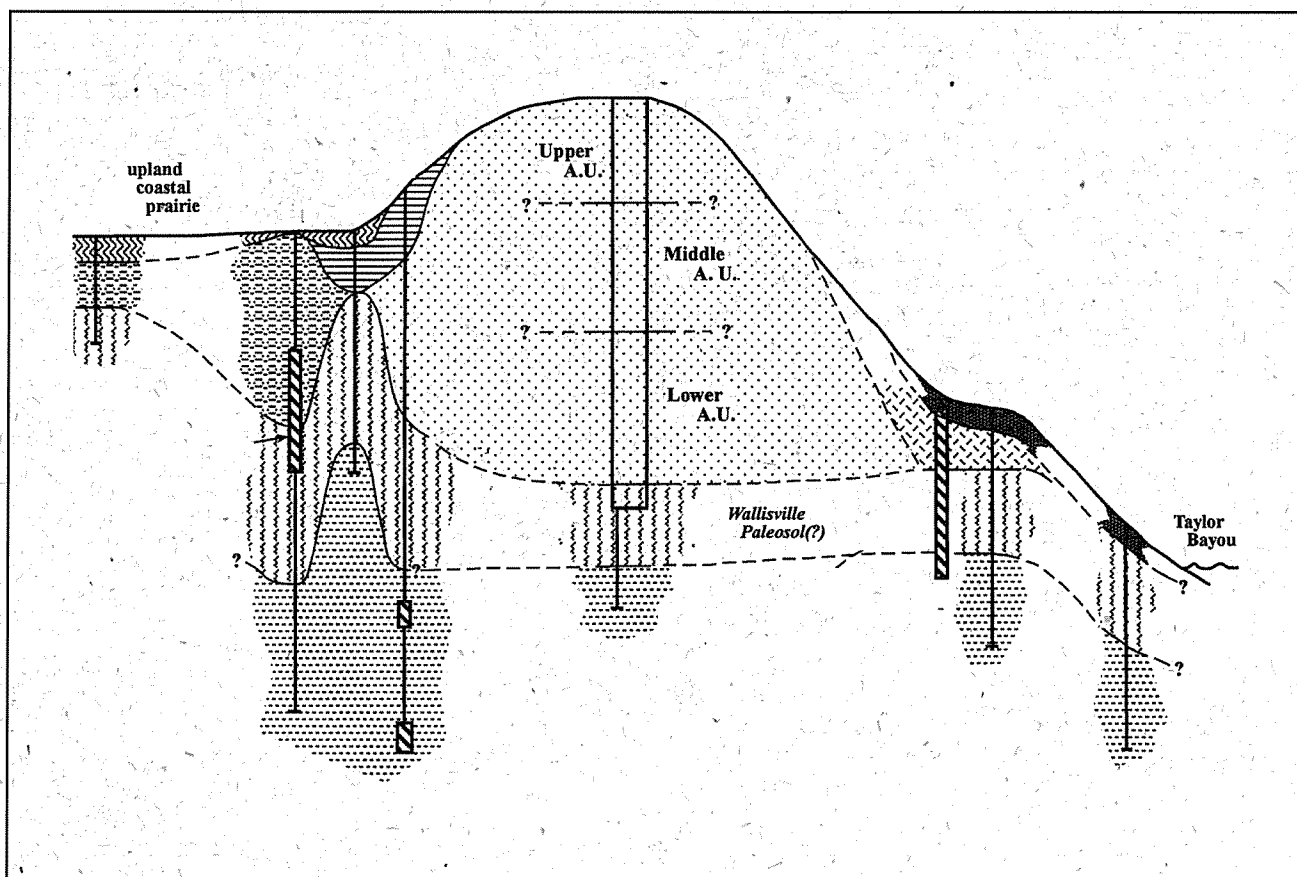 Upper
A.U.
upland
coastal
prairie
? ?
Middle
A. U.
? ?
Lower
A.U.
Wallisville
Paleosol(?)
Taylor
Bayou
? ?
?
?